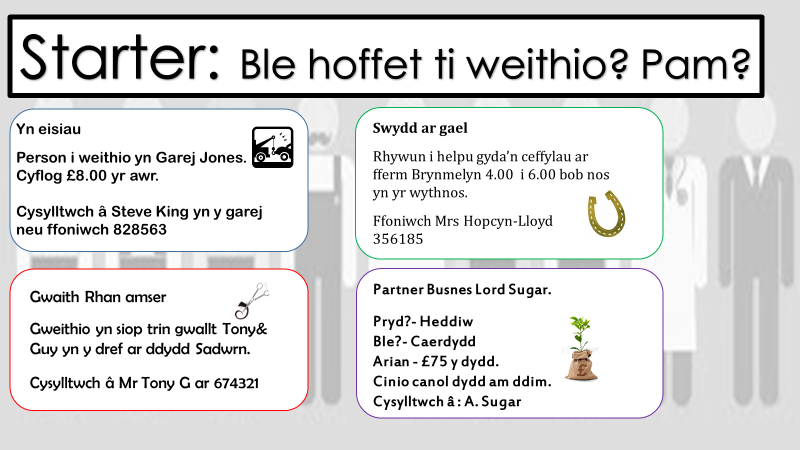 Starter: Ble hoffet ti weithio? Pam?
Yn eisiau
Person i weithio yn Garej Jones.
Cyflog £8.00 yr awr.
Cysylltwch â Steve King yn y garej
neu ffoniwch 828563
Swydd ar gael
Rhywun i helpu gyda’n ceffylau ar
fferm Brynmelyn 4.00 i 6.00 bob nos
yn yr wythnos.
Ffoniwch Mrs Hopcyn-Lloyd
356185
Gwaith Rhan amser
Gweithio yn siop trin gwallt Tony&
Guy yn y dref ar ddydd Sadwrn.
Cysylltwch â Mr Tony G ar 674321
Partner Busnes Lord Sugar.
Pryd?- Heddiw
Ble?- Caerdydd
Arian - £75 y dydd.
Cinio canol dydd am ddim.
Cysylltwch â : A. Sugar